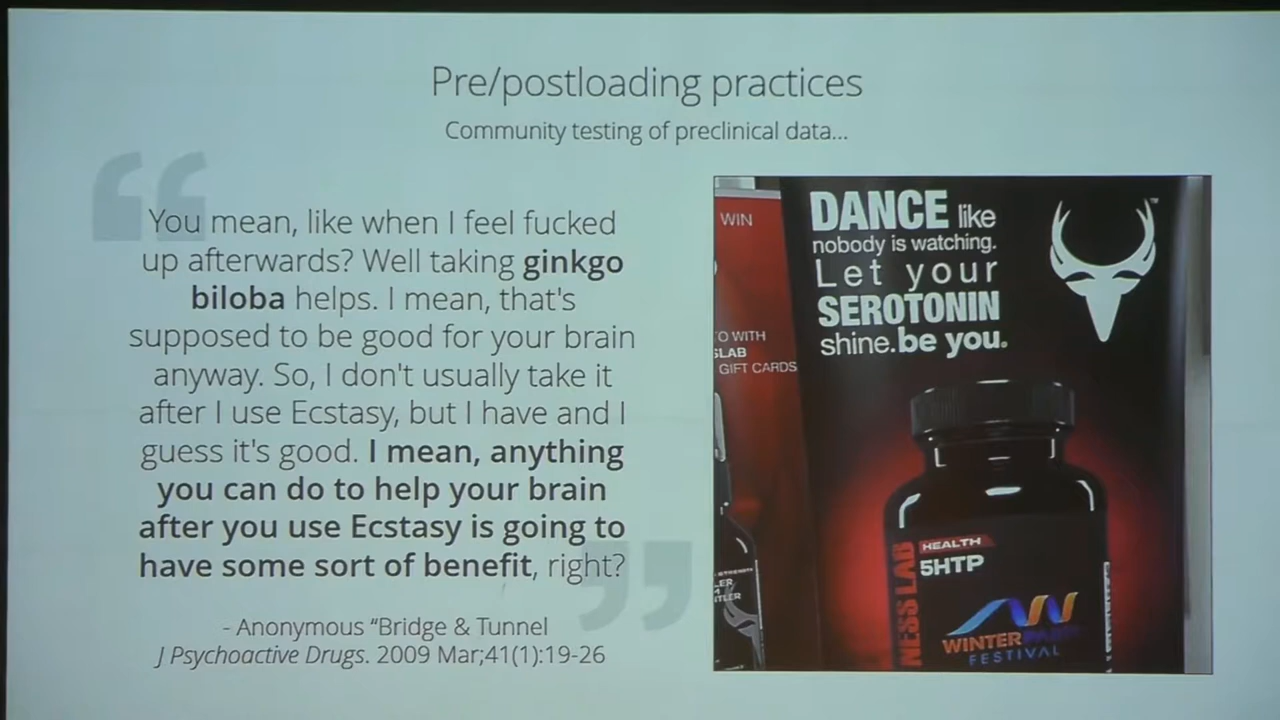 Pre/postloading practices
Community testing of preclinical data...
You mean, like when I feel fucked
up afterwards? Well taking ginkgo
biloba helps. I mean, that's
supposed to be good for your brain
anyway. So, I don't usually take it
after I use Ecstasy, but I have and I
guess it's good. I mean, anything
you can do to help your brain
after you use Ecstasy is going to
have some sort of benefit, right?
- Anonymous “Bridge & Tunnel
J Psychoactive Drugs. 2009 Mar;41(1):19-26
WIN
O WITH
SLAB
GIFT CARDS
DANCE like
nobody is watching.
Let your
SEROTONIN
shine.be you.
HEALTH
5HTP
NESS LAB
WINTER PARTY
FESTIVAL